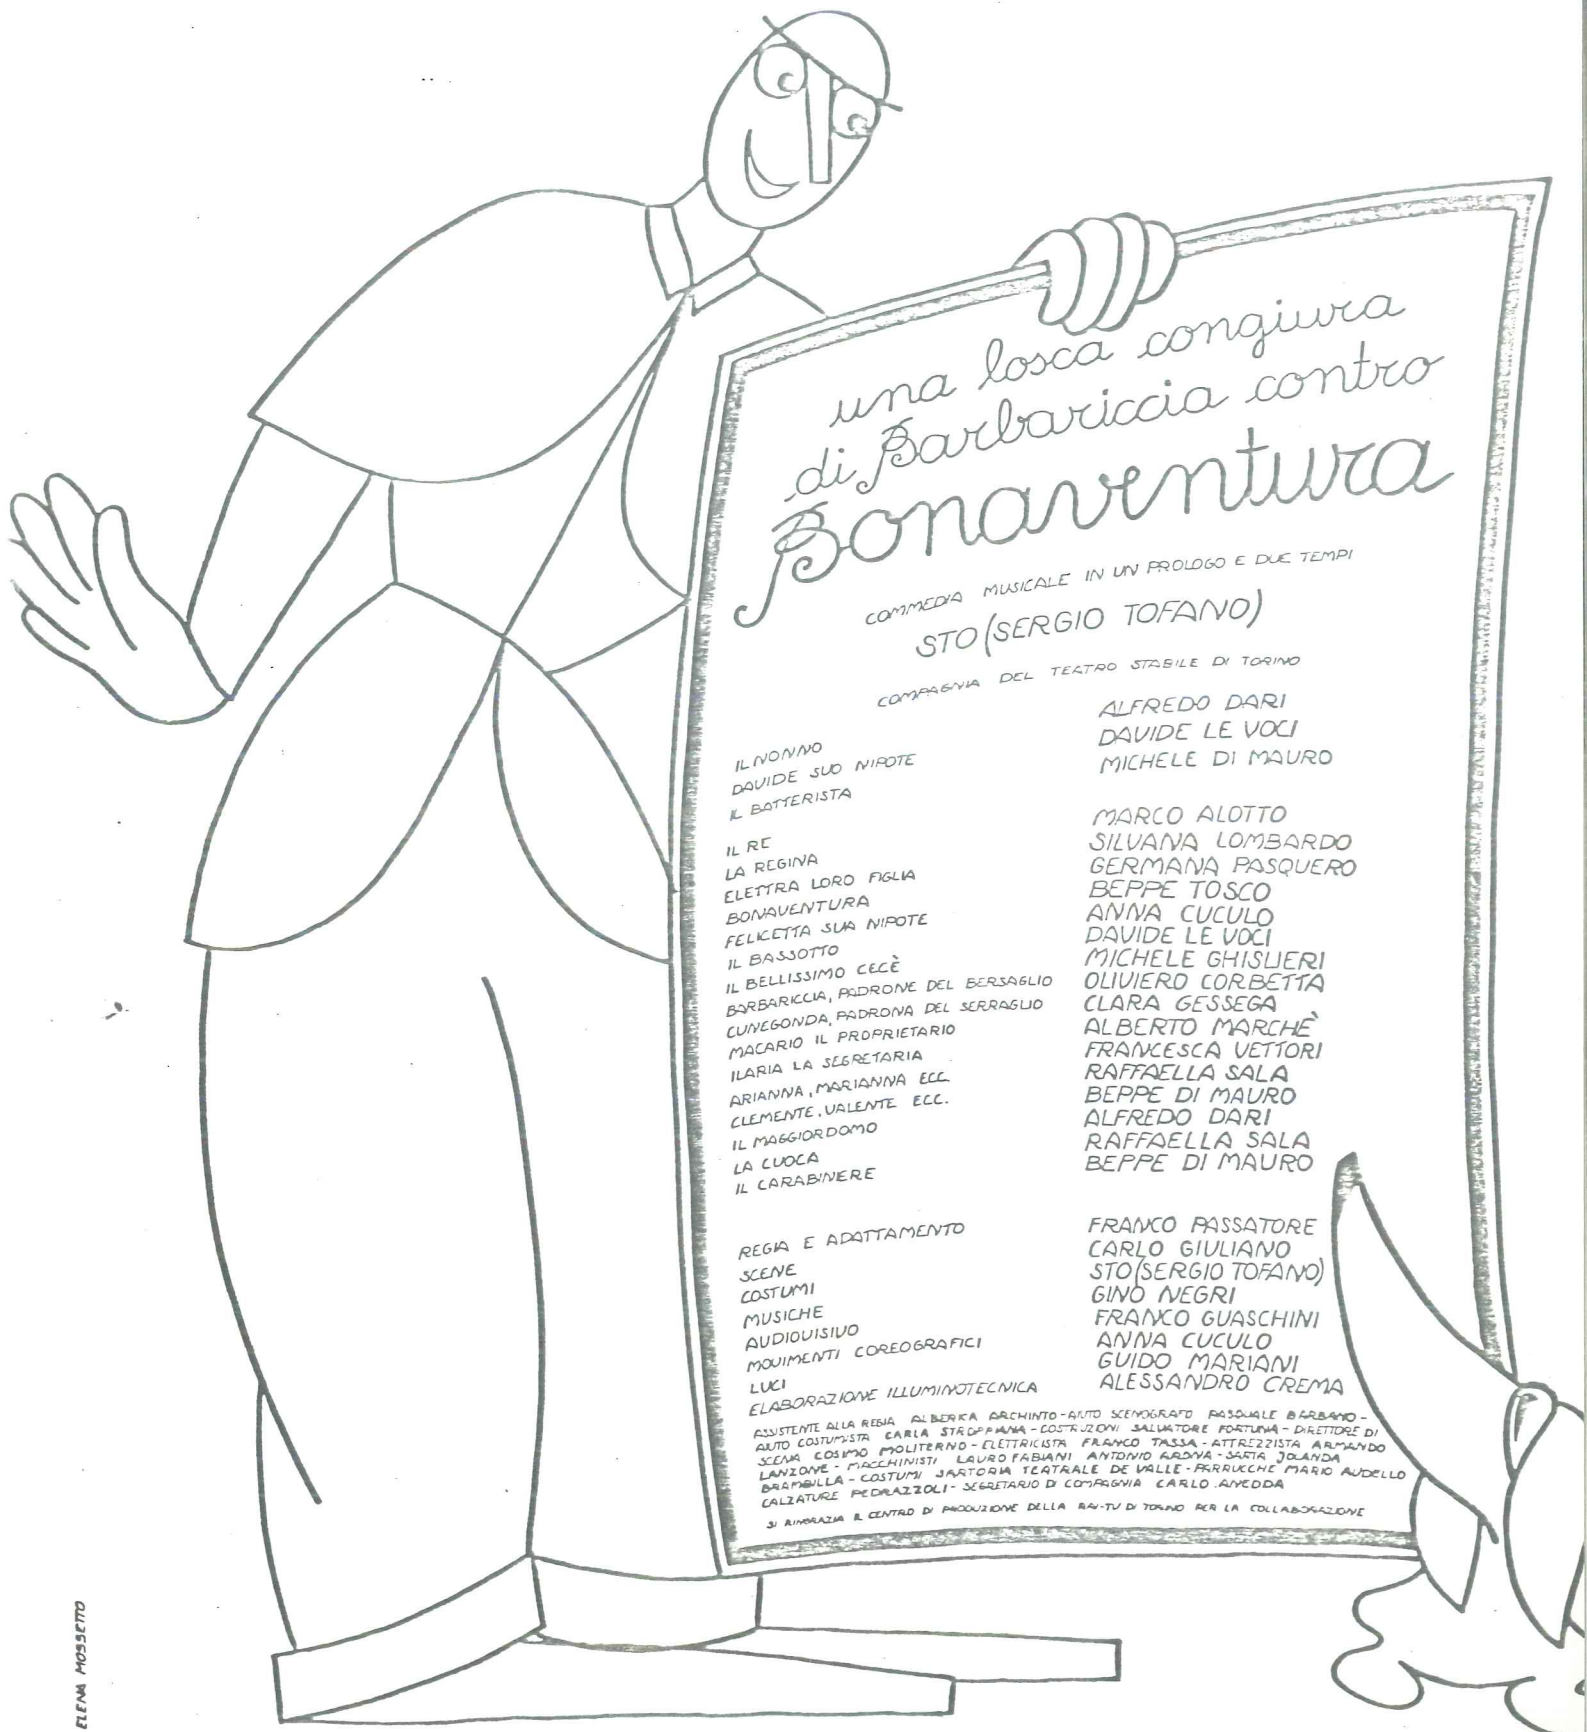 una losca congiura
di Barbariccia contro
Bonaventura
COMMEDIA MUSICALE IN UN PROLOGO E DUE TEMPI
STO (SERGIO TOFANO)
COMPAGNIA DEL TEATRO STABILE DI TORINO
IL NONNO ALFREDO DARI
DAVIDE SUO NIPOTE DAVIDE LE VOCI
IL BATTERISTA MICHELE DI MAURO
IL RE MARCO ALOTTO
LA REGINA SILVANA LOMBARDO
ELETTRA LORO FIGLIA GERMANA PASQUERO
BONAVENTURA BEPPE TOSCO
FELICETTA SUA NIPOTE ANNA CUCULO
IL BASSOTTO DAVIDE LE VOCI
IL BELLISSIMO CECÈ MICHELE GHISLIERI
BARBARICCIA, PADRONE DEL BERSAGLIO OLIVIERO CORBETTA
CUNEGONDA, PADRONA DEL SERRAGLIO CLARA GESSEGA
MACARIO IL PROPRIETARIO ALBERTO MARCHÈ
ILARIA LA SEGRETARIA FRANCESCA VETTORI
ARIANNA, MARIANNA ECC. RAFFAELLA SALA
CLEMENTE, VALENTE ECC. BEPPE DI MAURO
IL MAGGIORDOMO ALFREDO DARI
LA CUOCA RAFFAELLA SALA
IL CARABINERE BEPPE DI MAURO
REGIA E ADATTAMENTO FRANCO PASSATORE
SCENE CARLO GIULIANO
COSTUMI STO (SERGIO TOFANO)
MUSICHE GINO NEGRI
AUDIOVISIVO FRANCO GUASCHINI
MOVIMENTI COREOGRAFICI ANNA CUCULO
LUCI GUIDO MARIANI
ELABORAZIONE ILLUMINOTECNICA ALESSANDRO CREMA
ASSISTENTE ALLA REGIA ALBERICA ARCHINTO - AIUTO SCENOGRAFO PASQUALE BARBANO -
AIUTO COSTUMISTA CARLA STROPPIANA - COSTRUZIONI SALVATORE FORTUNA - DIRETTORE DI
SCENA COSIMO MOLITERNO - ELETTRICISTA FRANCO TASSA - ATTREZZISTA ARMANDO
LANZONE - MACCHINISTI LAURO FABIANI ANTONIO ARONA - SARTA JOLANDA
BRAMBILLA - COSTUMI SARTORIA TEATRALE DE VALLE - PARRUCCHE MARIO AUDELLO
CALZATURE PEDRAZZOLI - SEGRETARIO DI COMPAGNIA CARLO ANEDDA
SI RINGRAZIA IL CENTRO DI PRODUZIONE DELLA RAI-TV DI TORINO PER LA COLLABORAZIONE
ELENA MOSSETTO